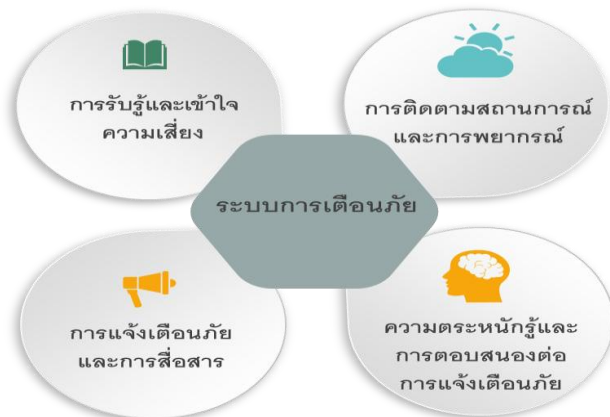 การรับรู้และเข้าใจ
ความเสี่ยง
การติดตามสถานการณ์
และการพยากรณ์
ระบบการเตือนภัย
การแจ้งเตือนภัย
และการสื่อสาร
ความตระหนักรู้และ
การตอบสนองต่อ
การแจ้งเตือนภัย